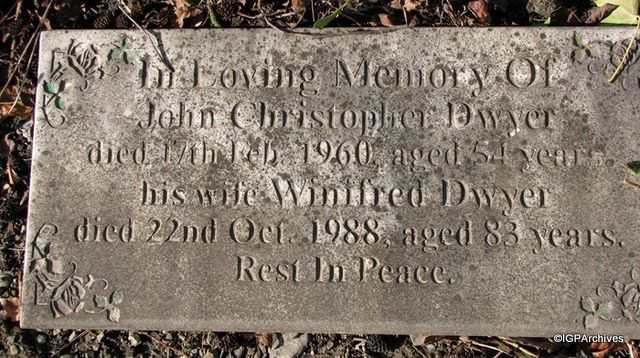 In Loving Memory Of
John Christopher Dwyer
died 17th Feb. 1960, aged 54 years.
his wife Winifred Dwyer
died 22nd Oct. 1988, aged 83 years.
Rest In Peace.
©IGPArchives